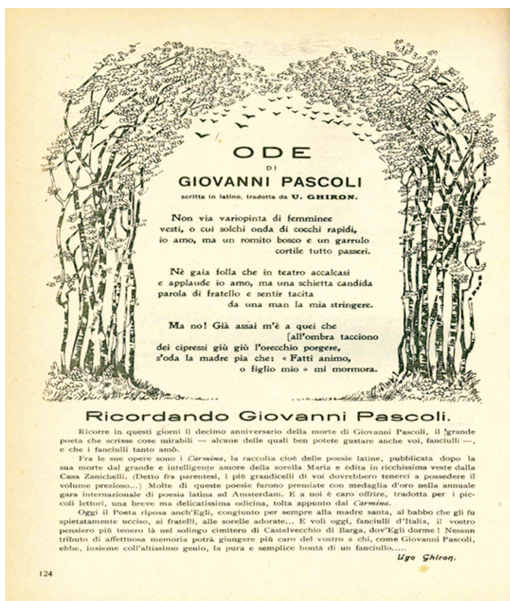 ODE
DI
GIOVANNI PASCOLI
scritta in latino, tradotta da U. GHIRON.
Non via variopinta di femminee
vesti, o cui solchi onda di cocchi rapidi,
io amo, ma un romito bosco e un garrulo
cortile tutto passeri.
Nè gaia folla che in teatro accalcasi
e applaude io amo, ma una schietta candida
parola di fratello e sentir tacita
da una man la mia stringere.
Ma no! Già assai m'è a quei che
[all'ombra tacciono
dei cipressi giù giù l'orecchio porgere,
s'oda la madre pia che: « Fatti animo,
o figlio mio » mi mormora.
Ricordando Giovanni Pascoli.
Ricorre in questi giorni il decimo anniversario della morte di Giovanni Pascoli, il grande
poeta che scrisse cose mirabili — alcune delle quali ben potete gustare anche voi, fanciulli —,
e che i fanciulli tanto amò.
Fra le sue opere sono i Carmina, la raccolta cioè delle poesie latine, pubblicata dopo la
sua morte dal grande e intelligente amore della sorella Maria e èdita in ricchissima veste dalla
Casa Zanichelli. (Detto fra parentesi, i più grandicelli di voi dovrebbero tenerci a possedere il
volume prezioso...) Molte di queste poesie furono premiate con medaglia d'oro nella annuale
gara internazionale di poesia latina ad Amsterdam. E a noi è caro offrire, tradotta per i pic-
coli lettori, una breve ma delicatissima odicina, tolta appunto dai Carmina.
Oggi il Poeta riposa anch'Egli, congiunto per sempre alla madre santa, al babbo che gli fu
spietatamente ucciso, ai fratelli, alle sorelle adorate... E voli oggi, fanciulli d'Italia, il vostro
pensiero più tenero là nel solingo cimitero di Castelvecchio di Barga, dov'Egli dorme! Nessun
tributo di affettuosa memoria potrà giungere più caro del vostro a chi, come Giovanni Pascoli,
ebbe, insieme coll'altissimo genio, la pura e semplice bontà di un fanciullo.....
Ugo Ghiron.
124